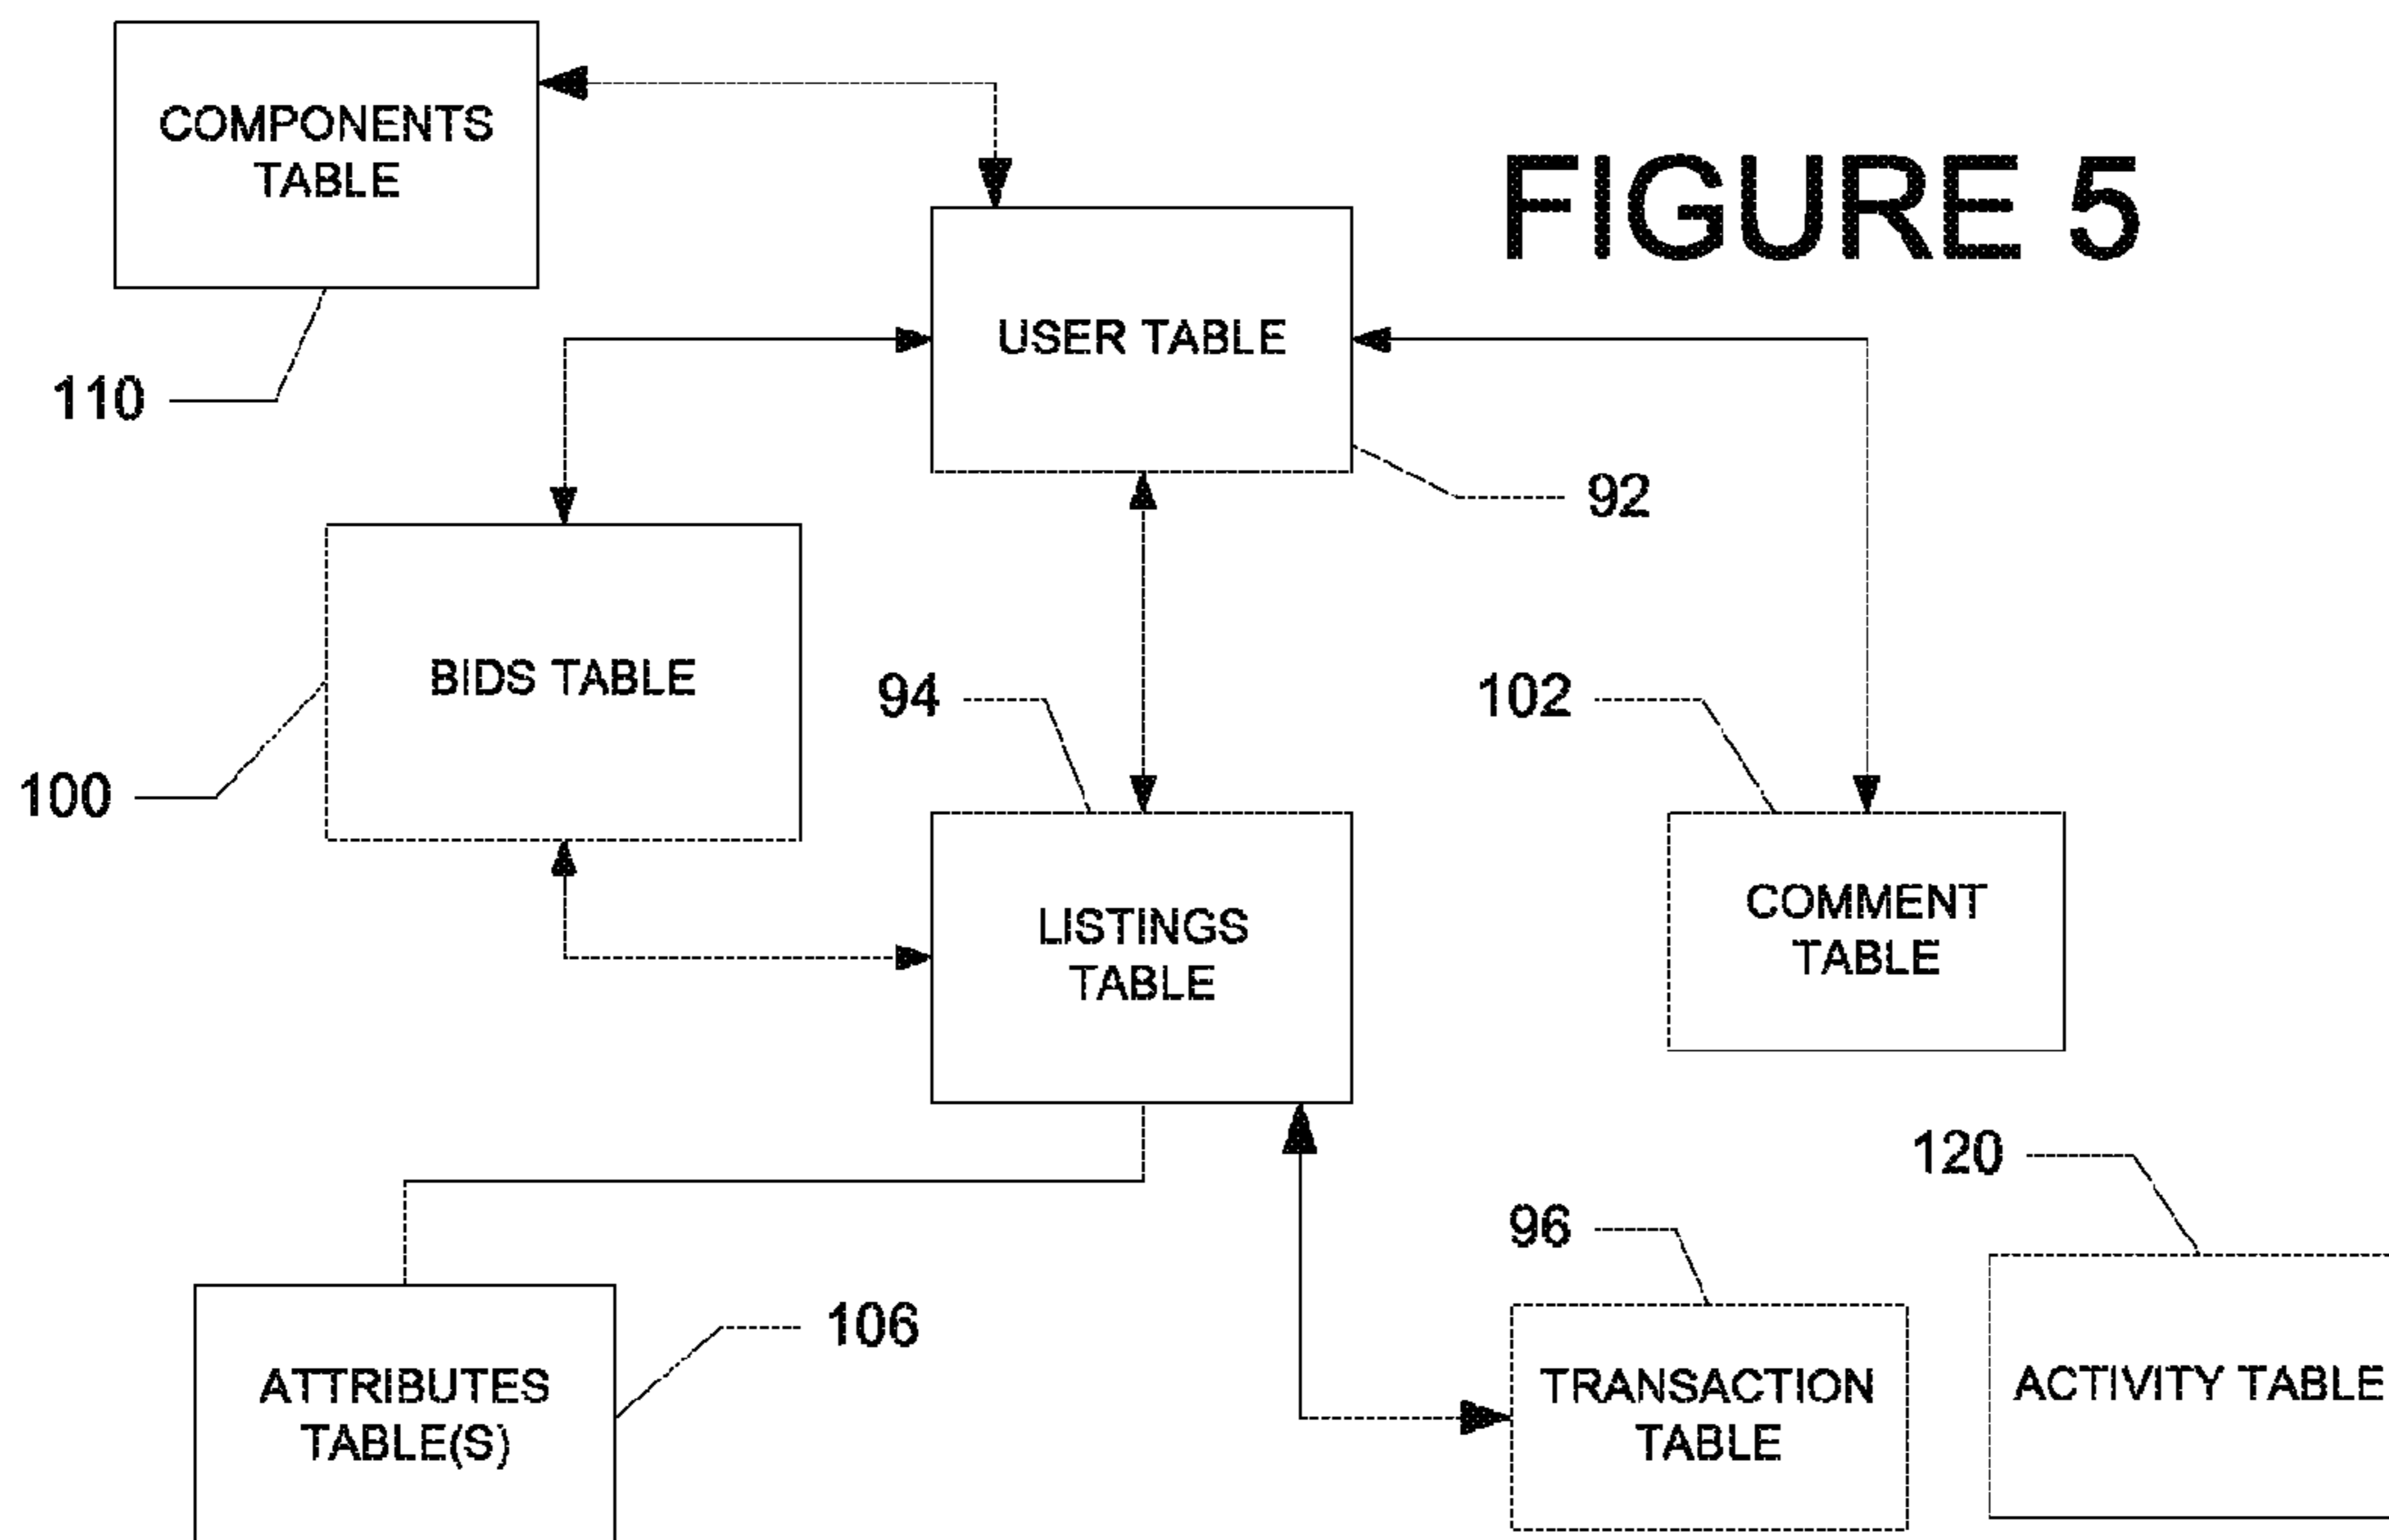 COMPONENTS
TABLE
FIGURE 5
USER TABLE
110
92
BIDS TABLE
94
102
100
COMMENT
TABLE
LISTINGS
TABLE
120
96
106
ATTRIBUTES
TABLE(S)
TRANSACTION
TABLE
ACTIVITY TABLE